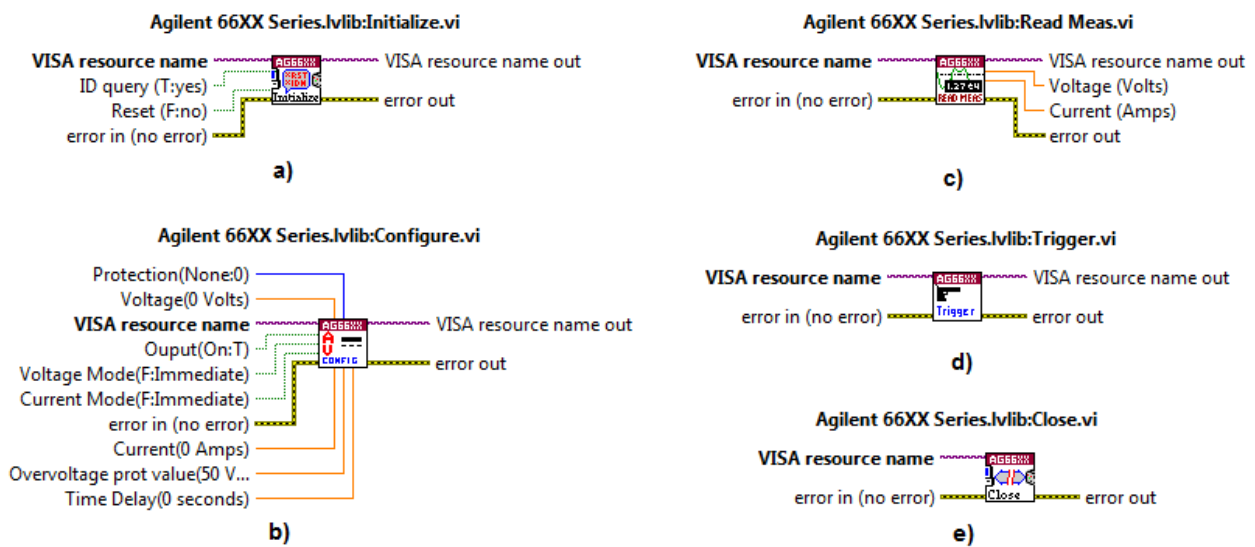 Agilent 66XX Series.lvlib:Initialize.vi
VISA resource name
ID query (T:yes)
Reset (F:no)
error in (no error)
AG66XX
*RST
*IDN
Initialize
VISA resource name out
error out
a)
Agilent 66XX Series.lvlib:Configure.vi
Protection(None:0)
Voltage(0 Volts)
VISA resource name
Ouput(On:T)
Voltage Mode(F:Immediate)
Current Mode(F:Immediate)
error in (no error)
Current(0 Amps)
Overvoltage prot value(50 V...
Time Delay(0 seconds)
AG66XX
A
V
CONFIG
VISA resource name out
error out
b)
Agilent 66XX Series.lvlib:Read Meas.vi
VISA resource name
error in (no error)
AG66XX
1.27E4
READ MEAS
VISA resource name out
Voltage (Volts)
Current (Amps)
error out
c)
Agilent 66XX Series.lvlib:Trigger.vi
VISA resource name
error in (no error)
AG66XX
Trigger
VISA resource name out
error out
d)
Agilent 66XX Series.lvlib:Close.vi
VISA resource name
error in (no error)
AG66XX
Close
error out
e)